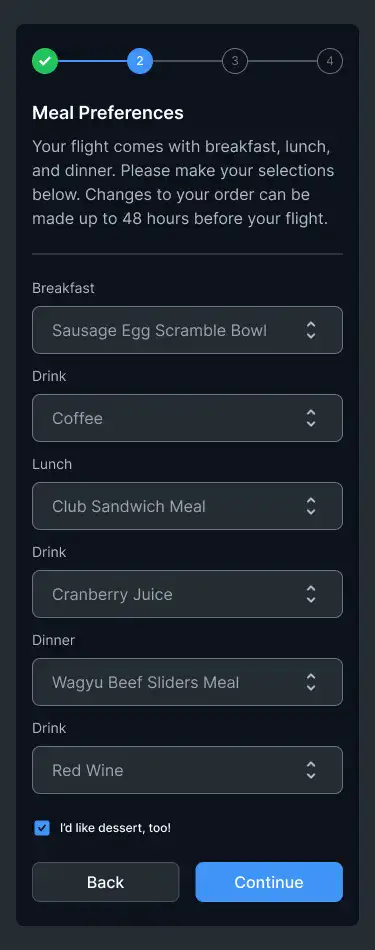 2 3 4
Meal Preferences
Your flight comes with breakfast, lunch,
and dinner. Please make your selections
below. Changes to your order can be
made up to 48 hours before your flight.
Breakfast
Sausage Egg Scramble Bowl
Drink
Coffee
Lunch
Club Sandwich Meal
Drink
Cranberry Juice
Dinner
Wagyu Beef Sliders Meal
Drink
Red Wine
I'd like dessert, too!
Back Continue